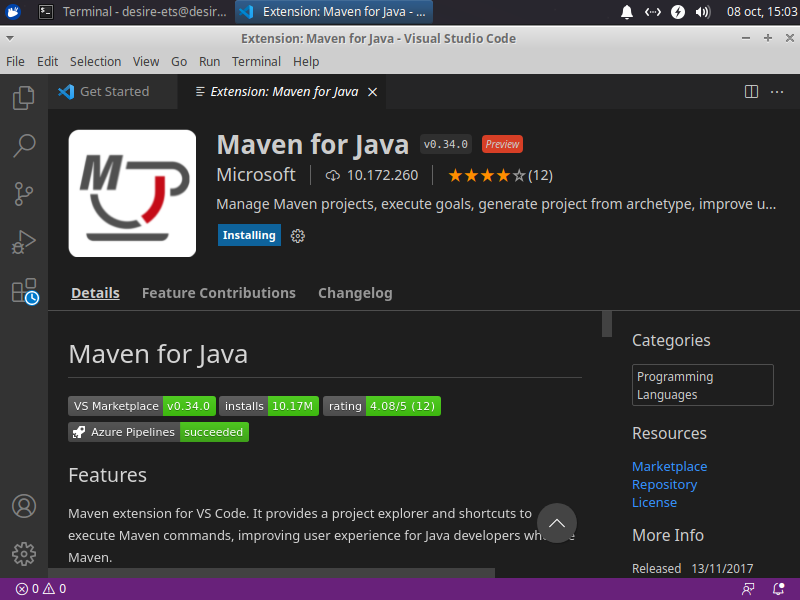 Terminal - desire-ets@desir...
Extension: Maven for Java - ...
08 oct, 15:03
Extension: Maven for Java - Visual Studio Code
File Edit Selection View Go Run Terminal Help
Get Started
Extension: Maven for Java
Maven for Java v0.34.0 Preview
Microsoft 10.172.260 (12)
Manage Maven projects, execute goals, generate project from archetype, improve u...
Installing
Details Feature Contributions Changelog
Maven for Java
VS Marketplace v0.34.0 installs 10.17M rating 4.08/5 (12)
Azure Pipelines succeeded
Features
Maven extension for VS Code. It provides a project explorer and shortcuts to
execute Maven commands, improving user experience for Java developers
Maven.
Categories
Programming
Languages
Resources
Marketplace
Repository
License
More Info
Released 13/11/2017
0 0